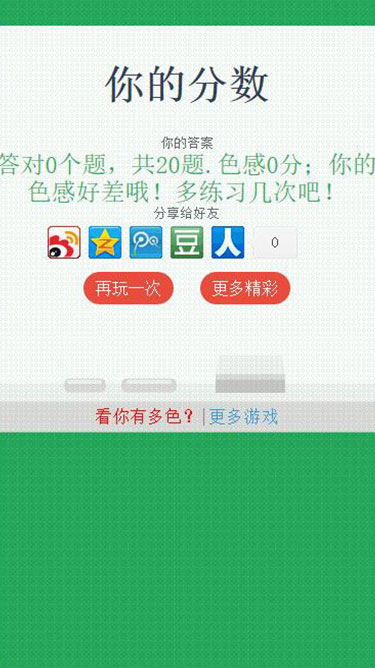 你的分数
你的答案
答对0个题，共20题.色感0分；你的
色感好差哦！多练习几次吧！
分享给好友
豆 人 0
再玩一次 更多精彩
看你有多色？|更多游戏